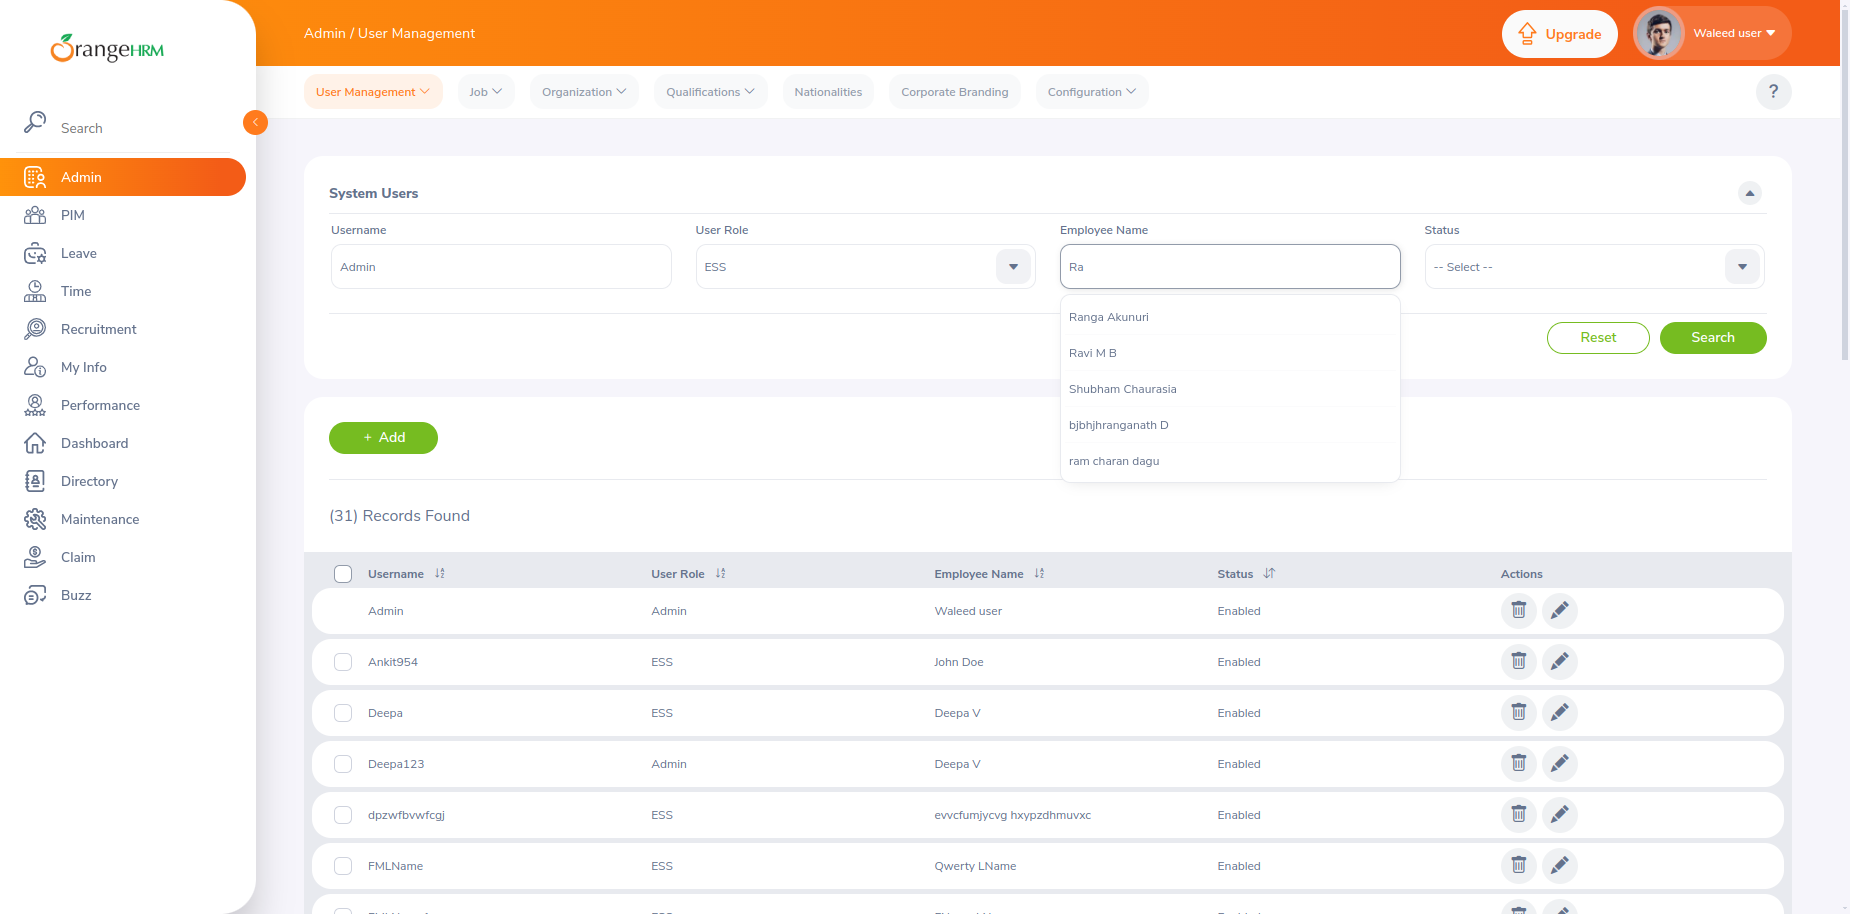 OrangeHRM
Admin / User Management
Upgrade
Waleed user
User Management
Job
Organization
Qualifications
Nationalities
Corporate Branding
Configuration
?
Search
Admin
PIM
Leave
Time
Recruitment
My Info
Performance
Dashboard
Directory
Maintenance
Claim
Buzz
System Users
Username
User Role
Employee Name
Status
Admin
ESS
Ra
-- Select --
Ranga Akunuri
Ravi M B
Shubham Chaurasia
bjbhjhranganath D
ram charan dagu
Reset
Search
+ Add
(31) Records Found
Username
User Role
Employee Name
Status
Actions
Admin Admin Waleed user Enabled
Ankit954 ESS John Doe Enabled
Deepa ESS Deepa V Enabled
Deepa123 Admin Deepa V Enabled
dpzwfbvwfcgj ESS evvcfumjycvg hxypzdhmuvxc Enabled
FMLName ESS Qwerty LName Enabled